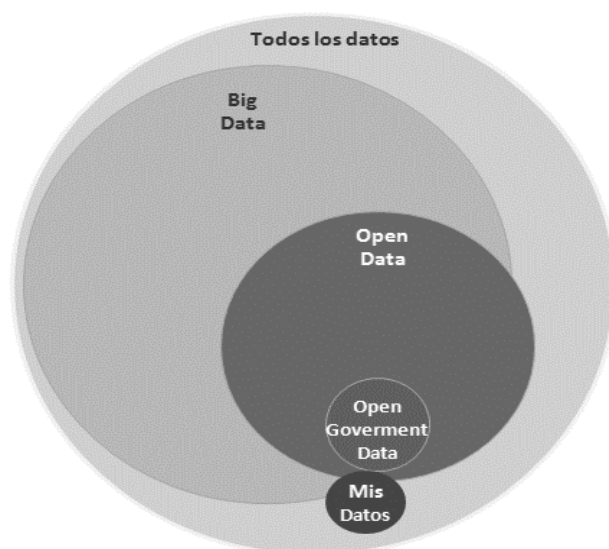 Todos los datos
Big
Data
Open
Data
Open
Goverment
Data
Mis
Datos